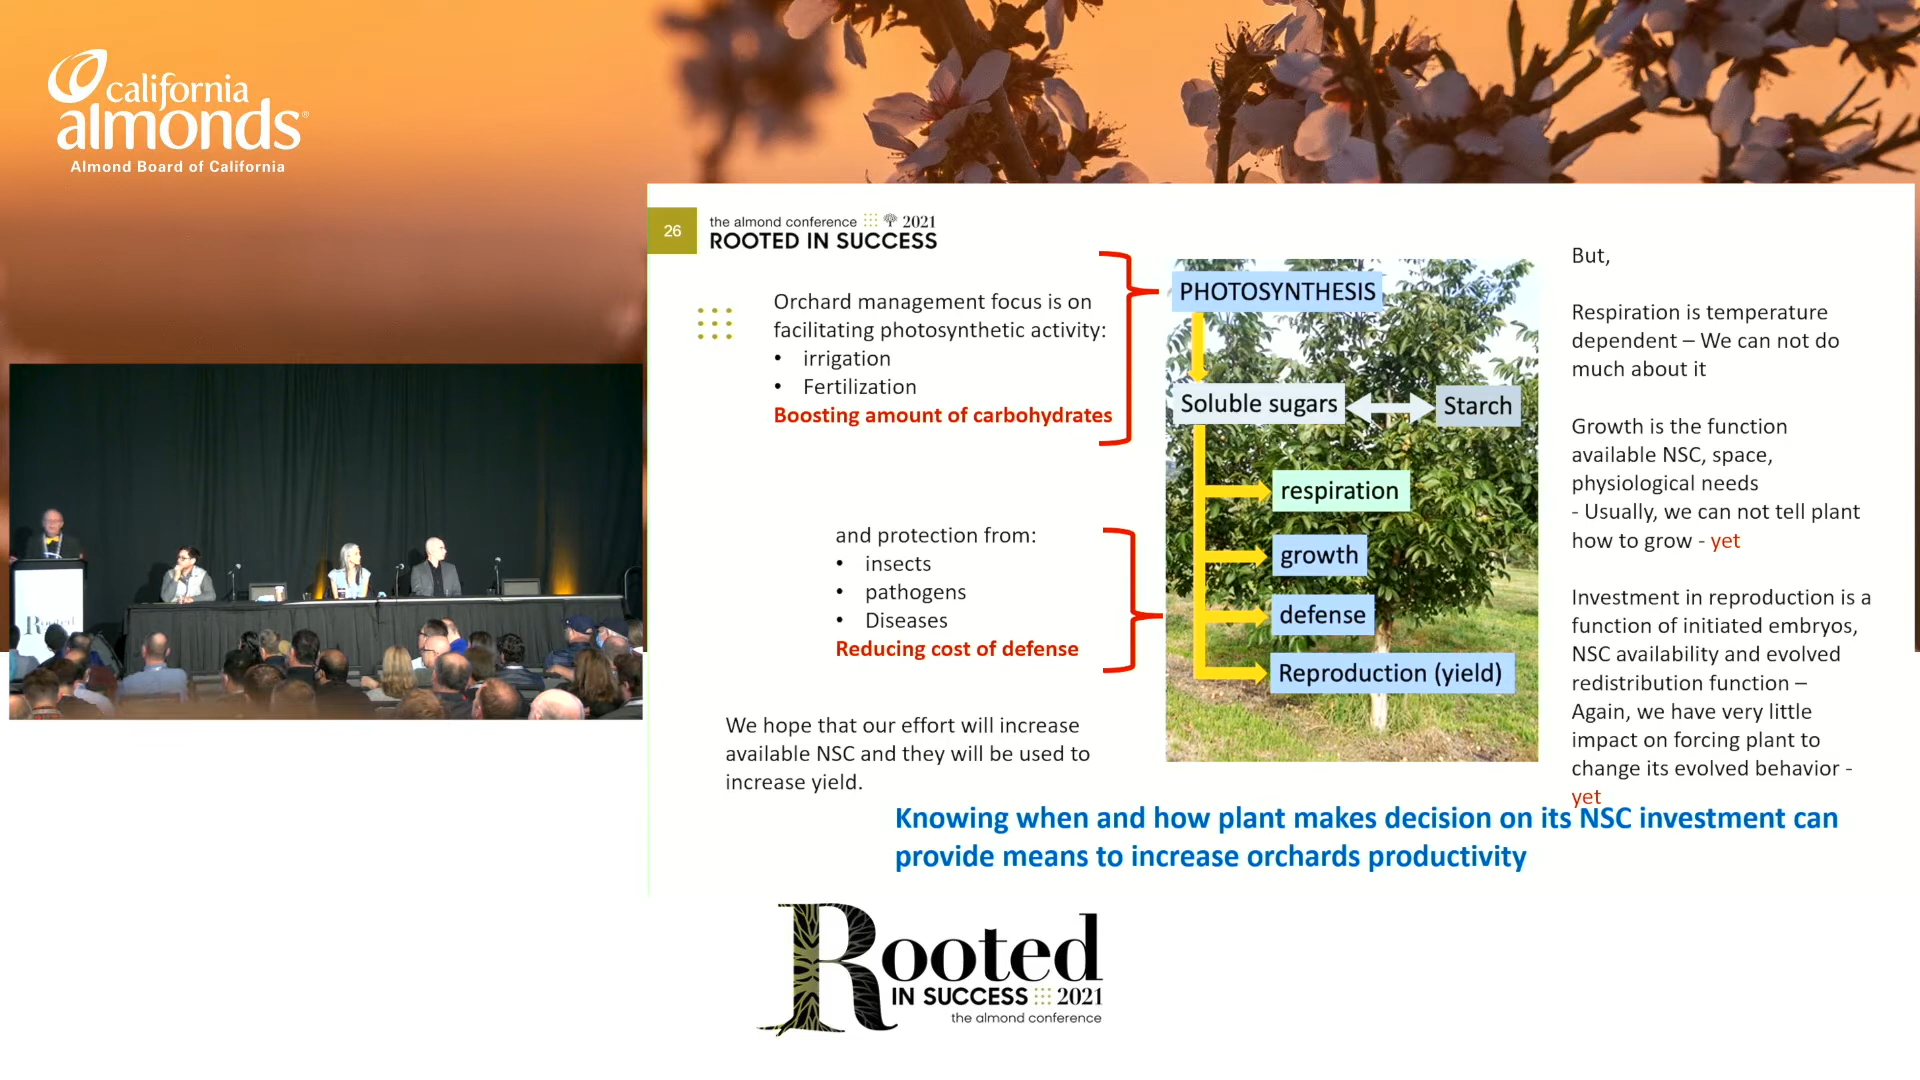 california
almonds®
Almond Board of California
26
the almond conference 2021
ROOTED IN SUCCESS
Orchard management focus is on
facilitating photosynthetic activity:
• irrigation
• Fertilization
Boosting amount of carbohydrates
and protection from:
• insects
• pathogens
• Diseases
Reducing cost of defense
We hope that our effort will increase
available NSC and they will be used to
increase yield.
PHOTOSYNTHESIS
Soluble sugars
Starch
respiration
growth
defense
Reproduction (yield)
But,
Respiration is temperature
dependent – We can not do
much about it
Growth is the function
available NSC, space,
physiological needs
- Usually, we can not tell plant
how to grow - yet
Investment in reproduction is a
function of initiated embryos,
NSC availability and evolved
redistribution function –
Again, we have very little
impact on forcing plant to
change its evolved behavior -
yet
Knowing when and how plant makes decision on its NSC investment can
provide means to increase orchards productivity
Rooted
Rooted
IN SUCCESS 2021
the almond conference